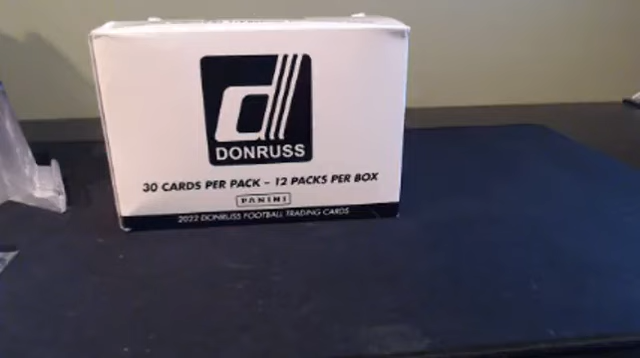 DONRUSS
30 CARDS PER PACK - 12 PACKS PER BOX
PANINI
2022 DONRUSS FOOTBALL TRADING CARDS